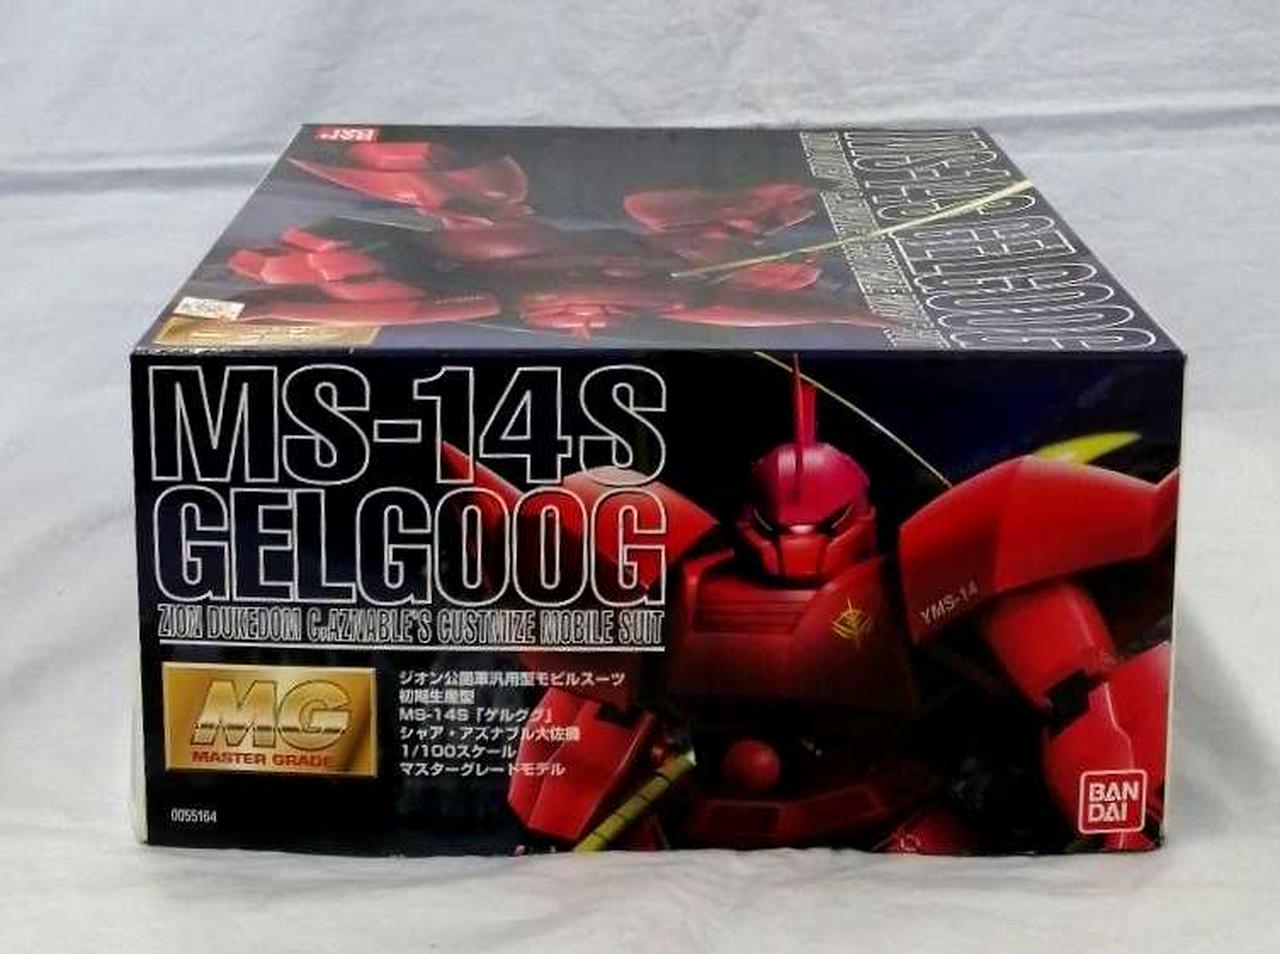 MS-14S
GELGOOG
ZION DUKEDOM C.AZNABLE'S CUSTMIZE MOBILE SUIT
MG
MASTER GRADE
ジオン公国軍汎用型モビルスーツ
初期生産型
MS-14S「ゲルググ」
シャア・アズナブル大佐機
1/100スケール
マスターグレードモデル
0055164
YMS-14
BAN
DAI